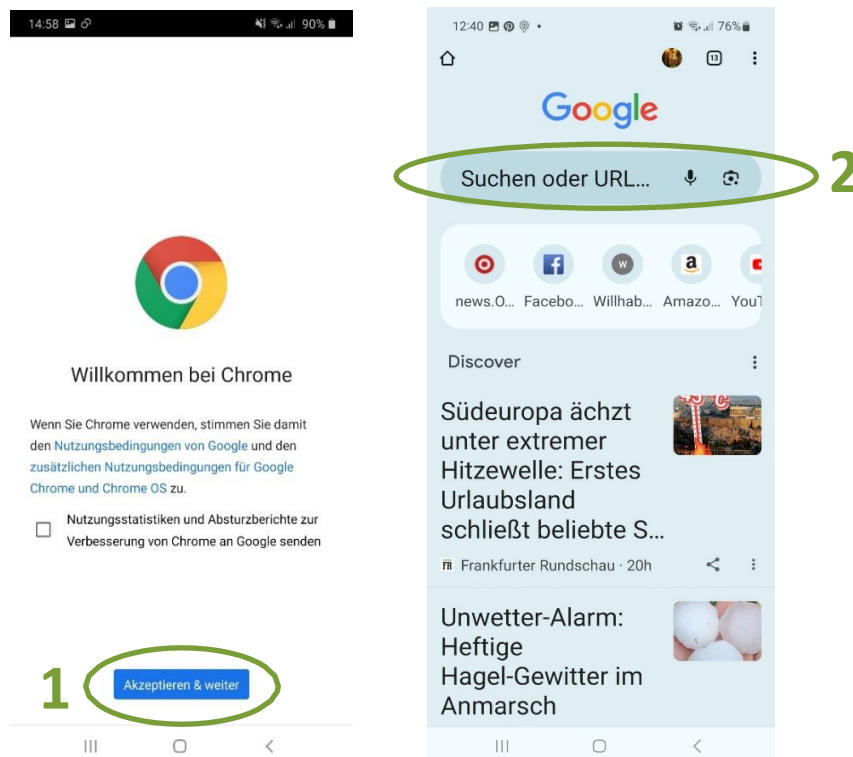 14:58 90%
Willkommen bei Chrome
Wenn Sie Chrome verwenden, stimmen Sie damit
den Nutzungsbedingungen von Google und den
zusätzlichen Nutzungsbedingungen für Google
Chrome und Chrome OS zu.
Nutzungsstatistiken und Absturzberichte zur
Verbesserung von Chrome an Google senden
1
Akzeptieren & weiter
12:40 76%
13
Google
Suchen oder URL...
2
W
a
news.O... Facebo... Willhab... Amazo... YouT
Discover
Südeuropa ächzt
unter extremer
Hitzewelle: Erstes
Urlaubsland
schließt beliebte S...
45°C
FR Frankfurter Rundschau · 20h
Unwetter-Alarm:
Heftige
Hagel-Gewitter im
Anmarsch